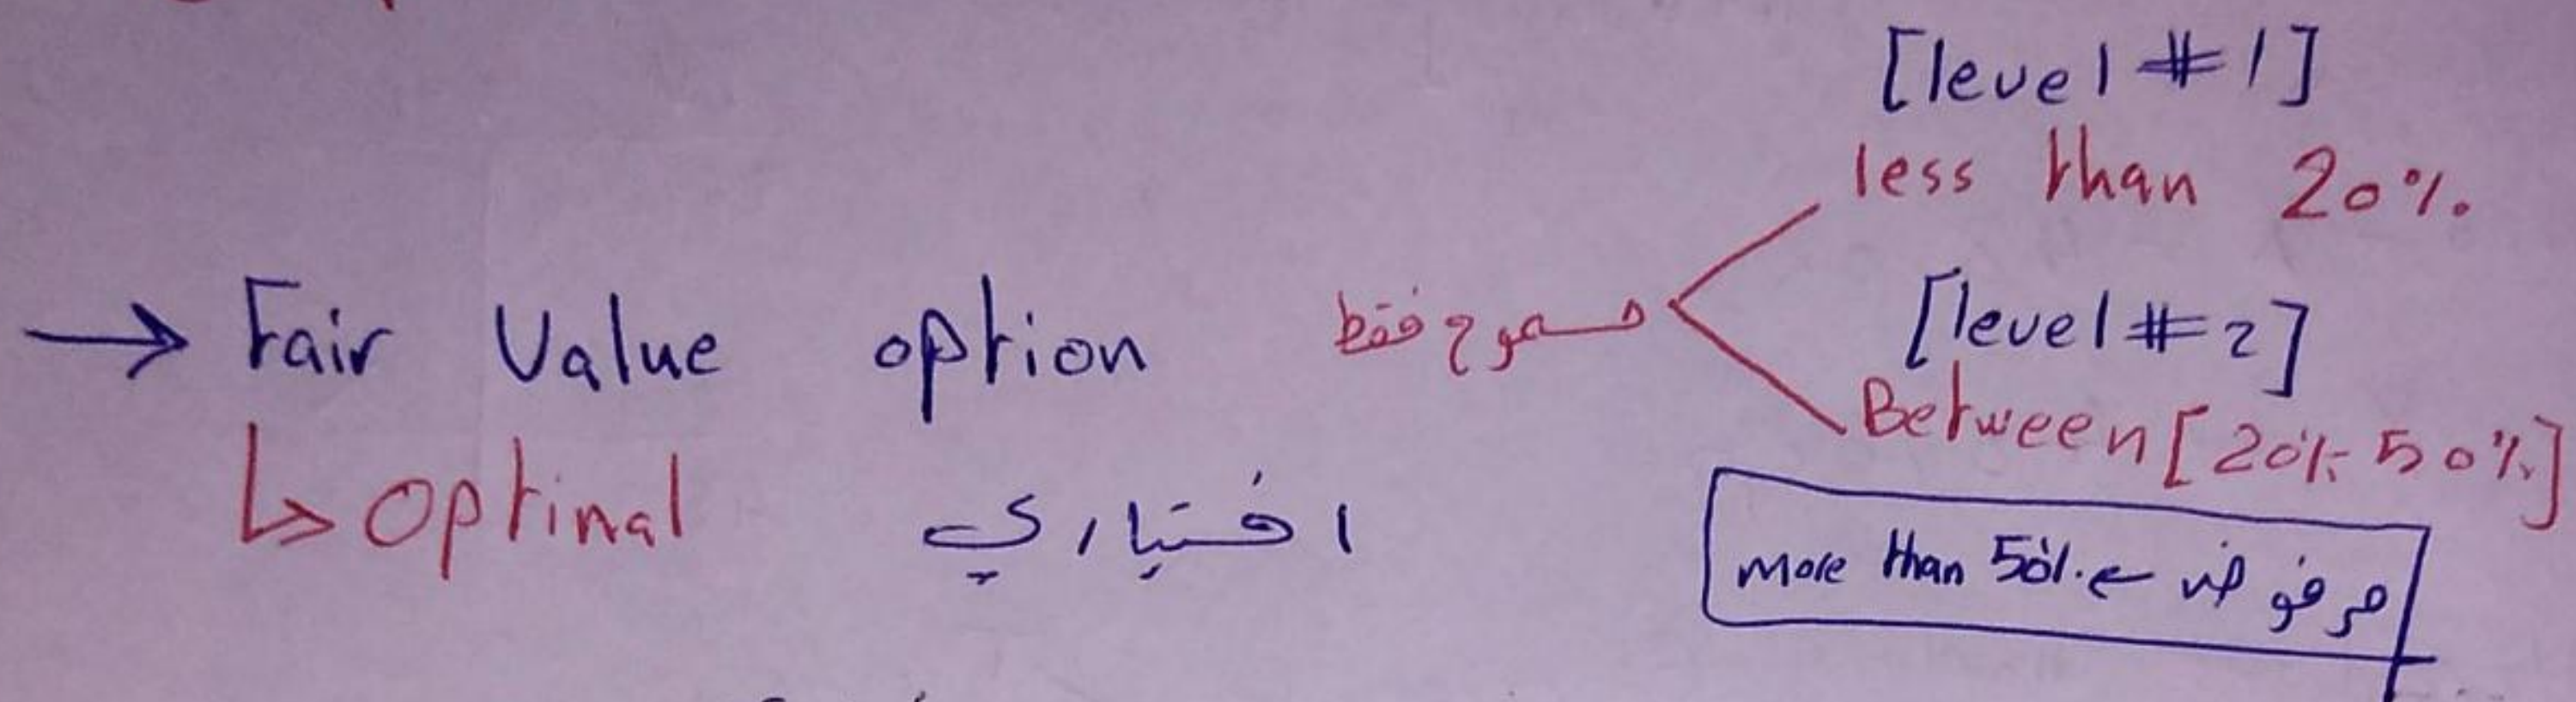 [level #1]
less than 20%
→ Fair Value option مسموح فقط
[level #2]
Between [20%-50%]
↳ Optinal اختياري
more than 50% ← مرفوض